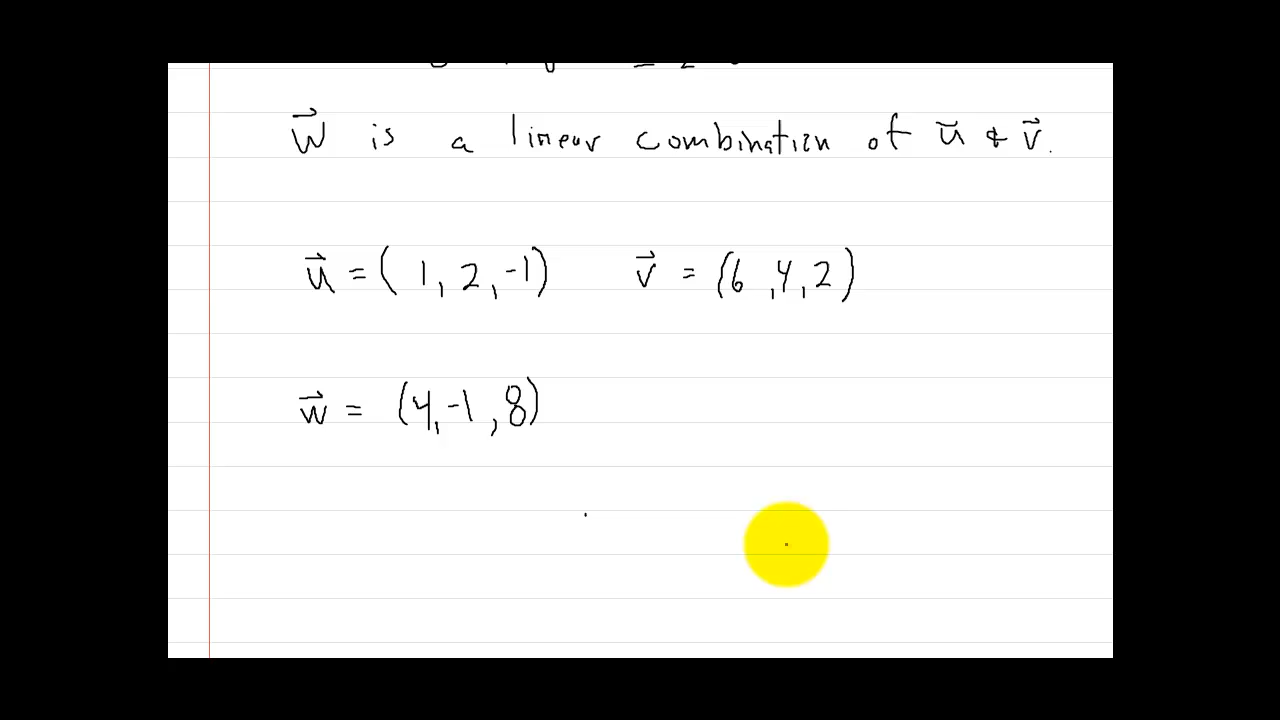 w⃗ is a linear combination of u⃗ & v⃗.
u⃗ = (1, 2, -1) v⃗ = (6, 4, 2)
w⃗ = (4, -1, 8)